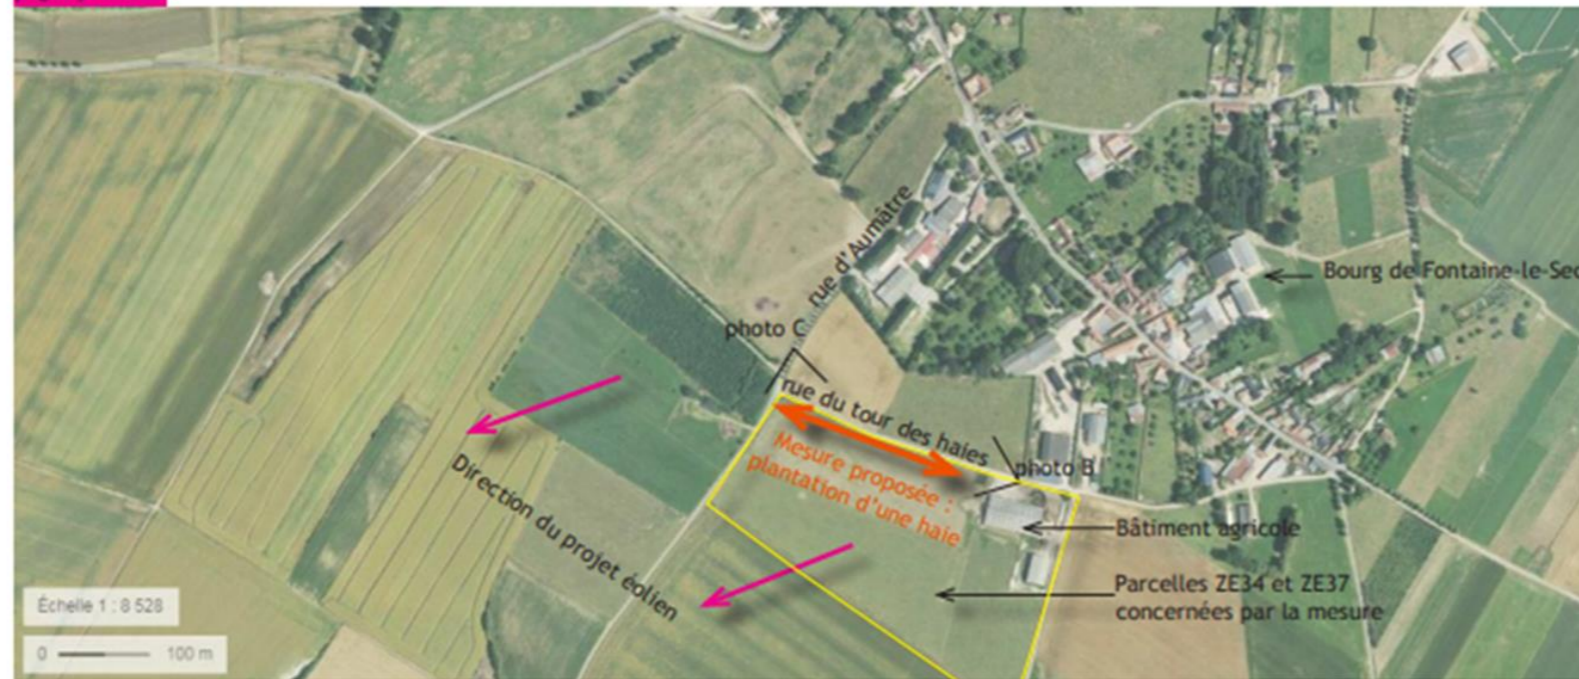 rue d'Aumâtre
Bourg de Fontaine-le-Sec
photo C
rue du tour des haies
Mesure proposée :
plantation d'une haie
photo B
Direction du projet éolien
Bâtiment agricole
Parcelles ZE34 et ZE37
concernées par la mesure
Échelle 1 : 8 528
0 100 m